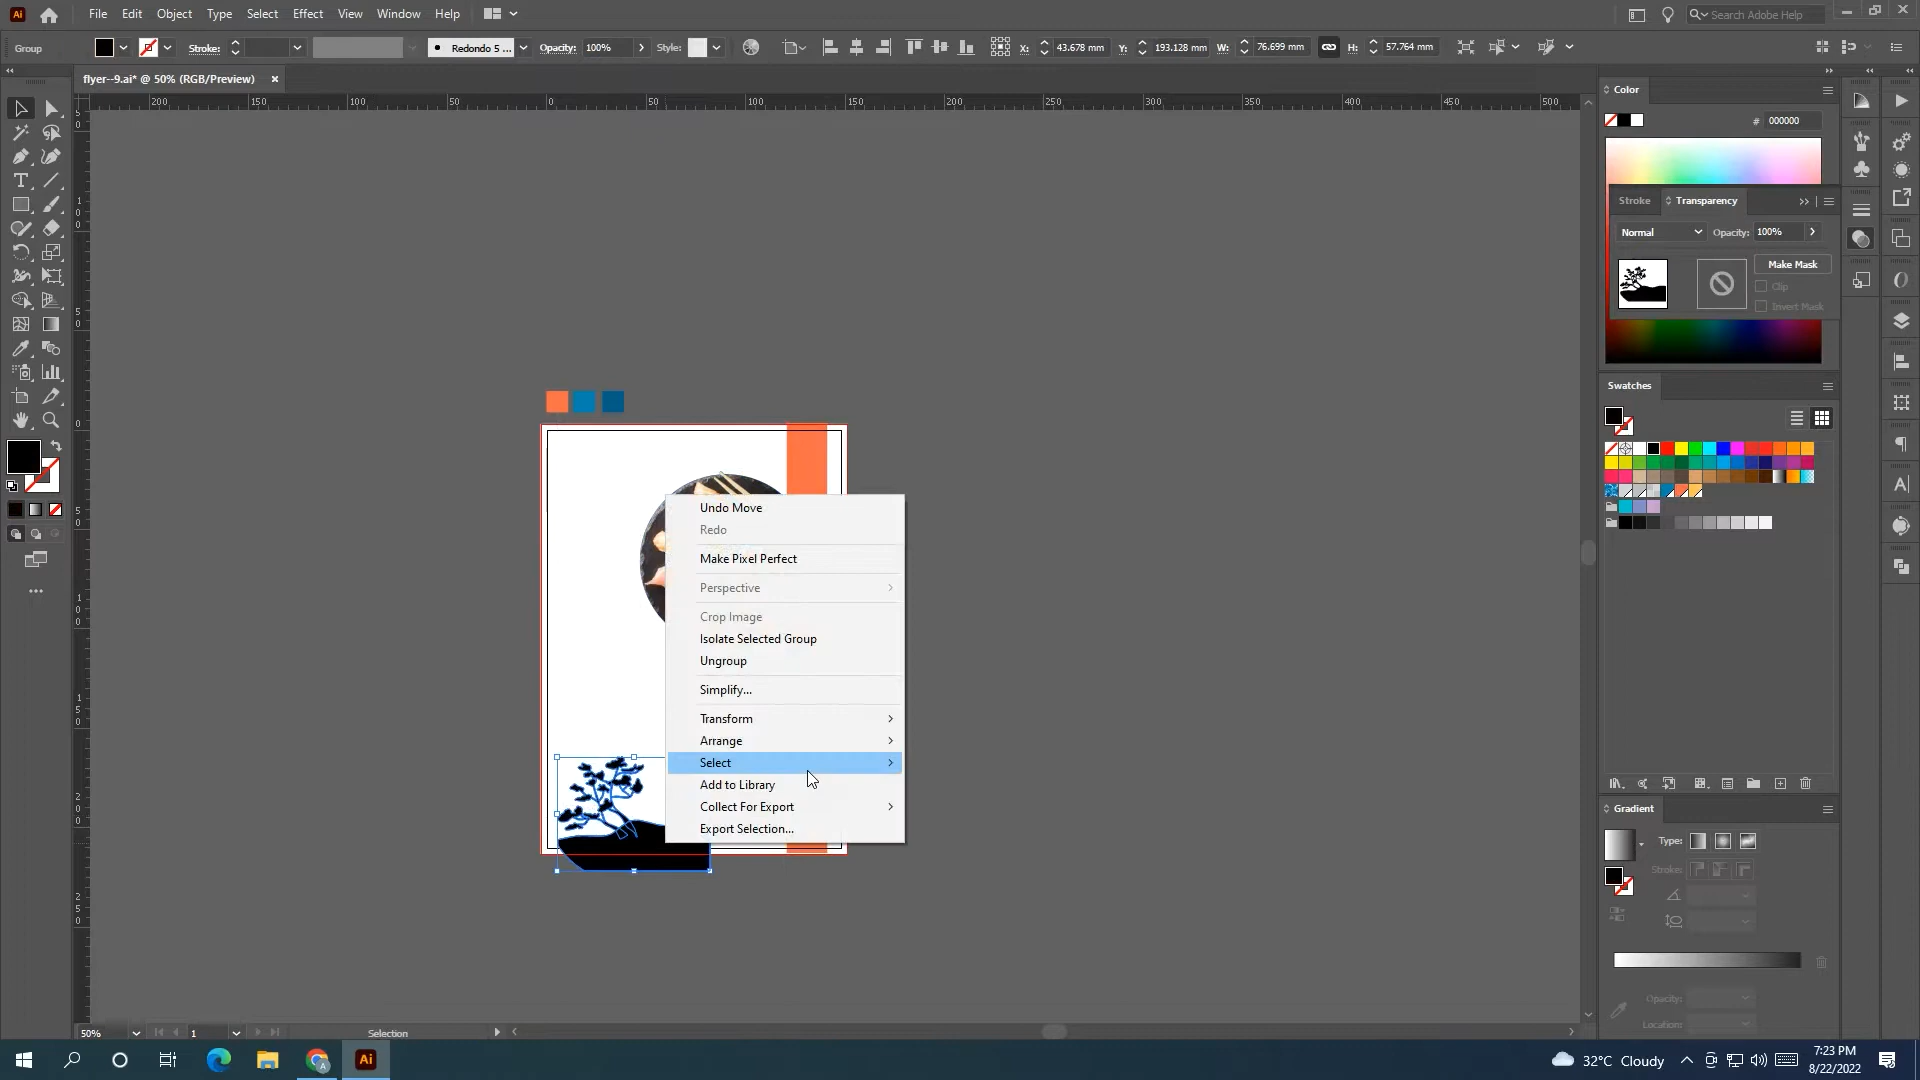 Ai File Edit Object Type Select Effect View Window Help Search Adobe Help
Group Stroke: Redondo 5 ... Opacity: 100% Style: X: 43.678 mm Y: 193.128 mm W: 76.699 mm H: 57.764 mm
flyer--9.ai* @ 50% (RGB/Preview)
200 150 100 50 0 50 100 150 200 250 300 350 400 450 500
Color
# 000000
Stroke Transparency
Normal Opacity: 100%
Make Mask
Clip
Invert Mask
Undo Move
Redo
Make Pixel Perfect
Perspective
Crop Image
Isolate Selected Group
Ungroup
Simplify...
Transform
Arrange
Select
Add to Library
Collect For Export
Export Selection...
Swatches
Gradient
Type:
Stroke:
Opacity:
Location:
50% 1 Selection
Ai 32°C Cloudy 7:23 PM
8/22/2022